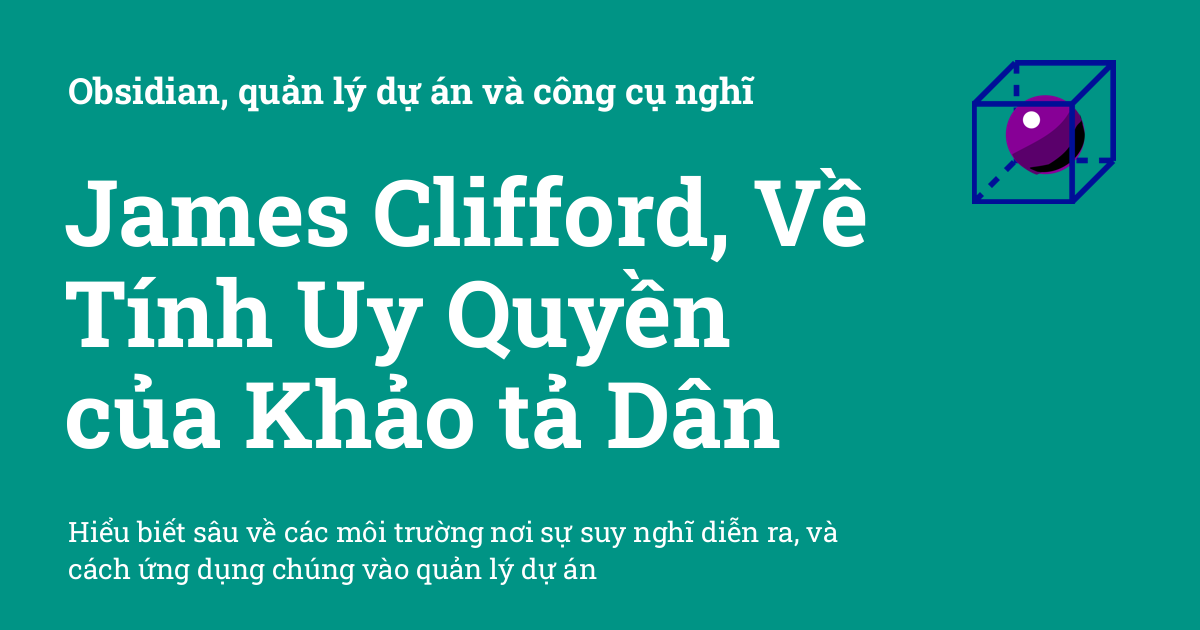 Obsidian, quản lý dự án và công cụ nghĩ
James Clifford, Về
Tính Uy Quyền
của Khảo tả Dân
Hiểu biết sâu về các môi trường nơi sự suy nghĩ diễn ra, và
cách ứng dụng chúng vào quản lý dự án